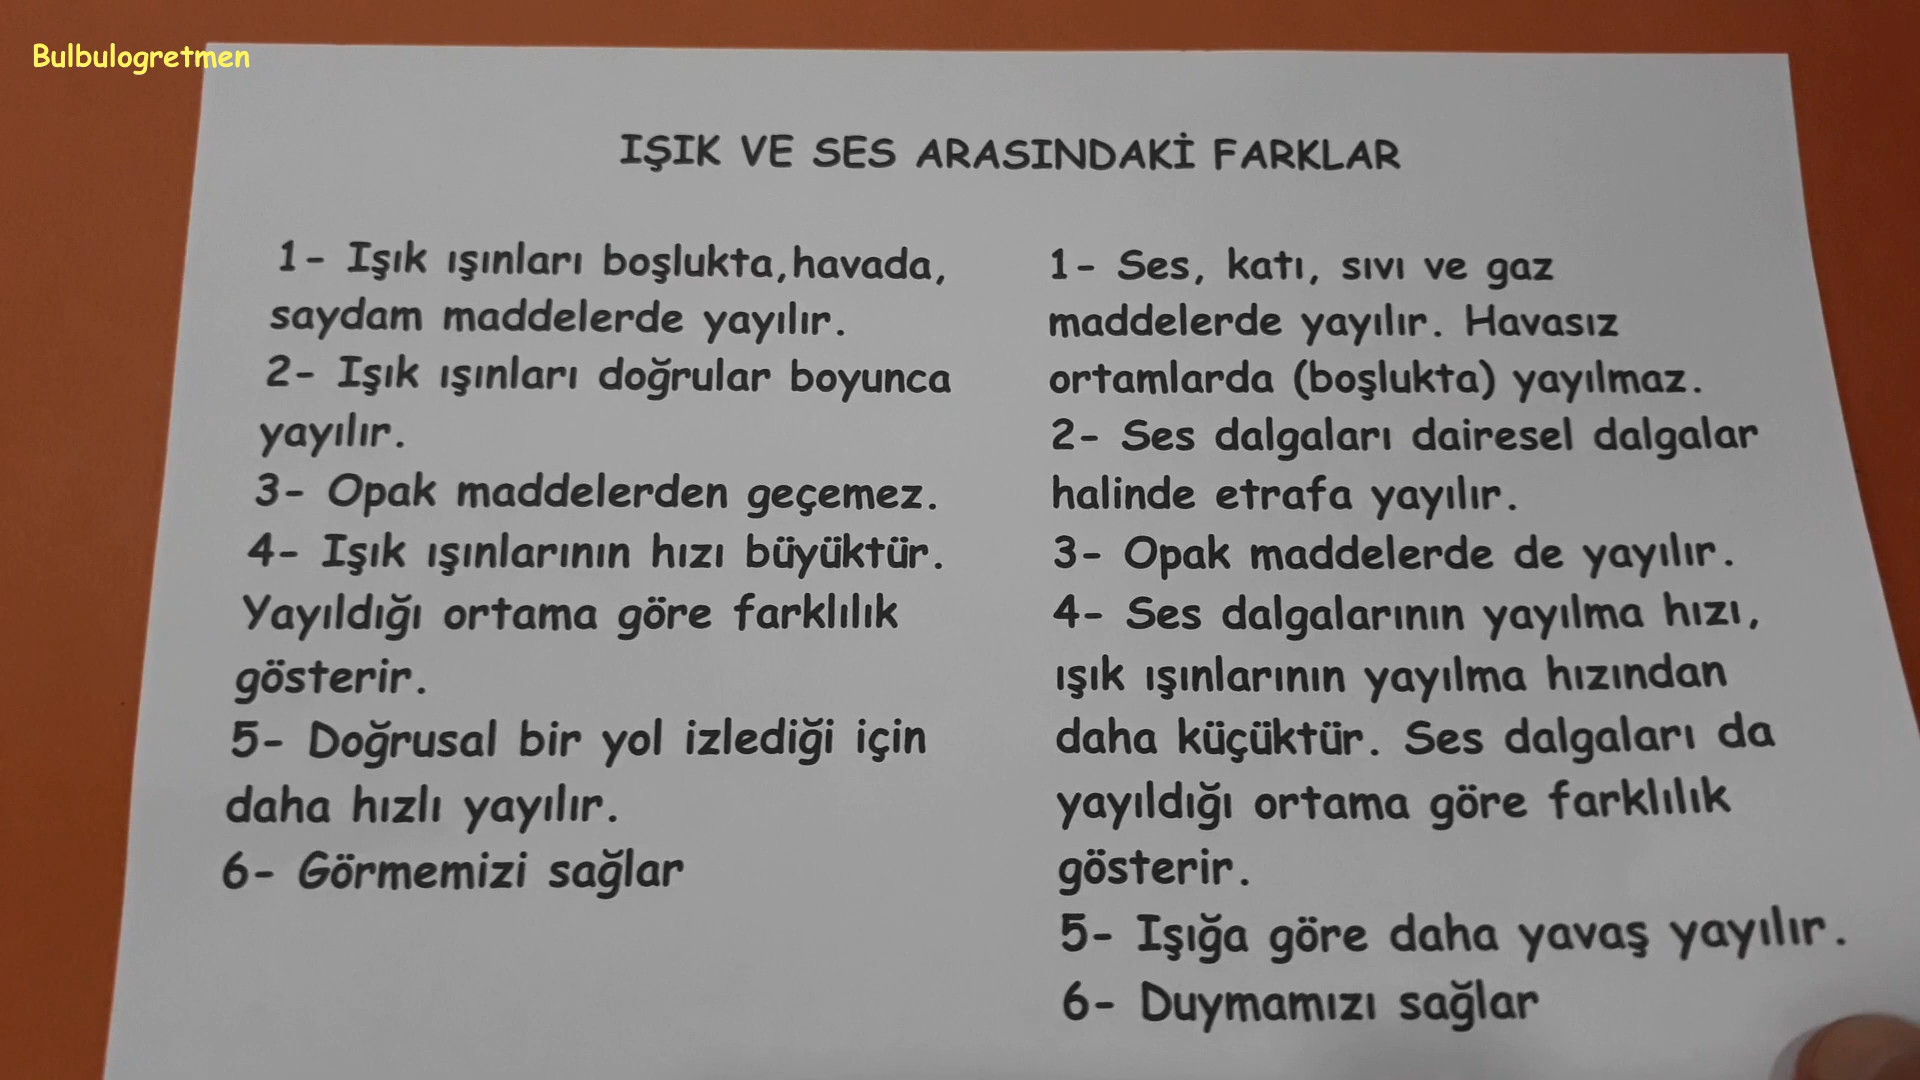 Bulbulogretmen
IŞIK VE SES ARASINDAKİ FARKLAR
1- Işık ışınları boşlukta,havada,
saydam maddelerde yayılır.
2- Işık ışınları doğrular boyunca
yayılır.
3- Opak maddelerden geçemez.
4- Işık ışınlarının hızı büyüktür.
Yayıldığı ortama göre farklılık
gösterir.
5- Doğrusal bir yol izlediği için
daha hızlı yayılır.
6- Görmemizi sağlar
1- Ses, katı, sıvı ve gaz
maddelerde yayılır. Havasız
ortamlarda (boşlukta) yayılmaz.
2- Ses dalgaları dairesel dalgalar
halinde etrafa yayılır.
3- Opak maddelerde de yayılır.
4- Ses dalgalarının yayılma hızı,
ışık ışınlarının yayılma hızından
daha küçüktür. Ses dalgaları da
yayıldığı ortama göre farklılık
gösterir.
5- Işığa göre daha yavaş yayılır.
6- Duymamızı sağlar